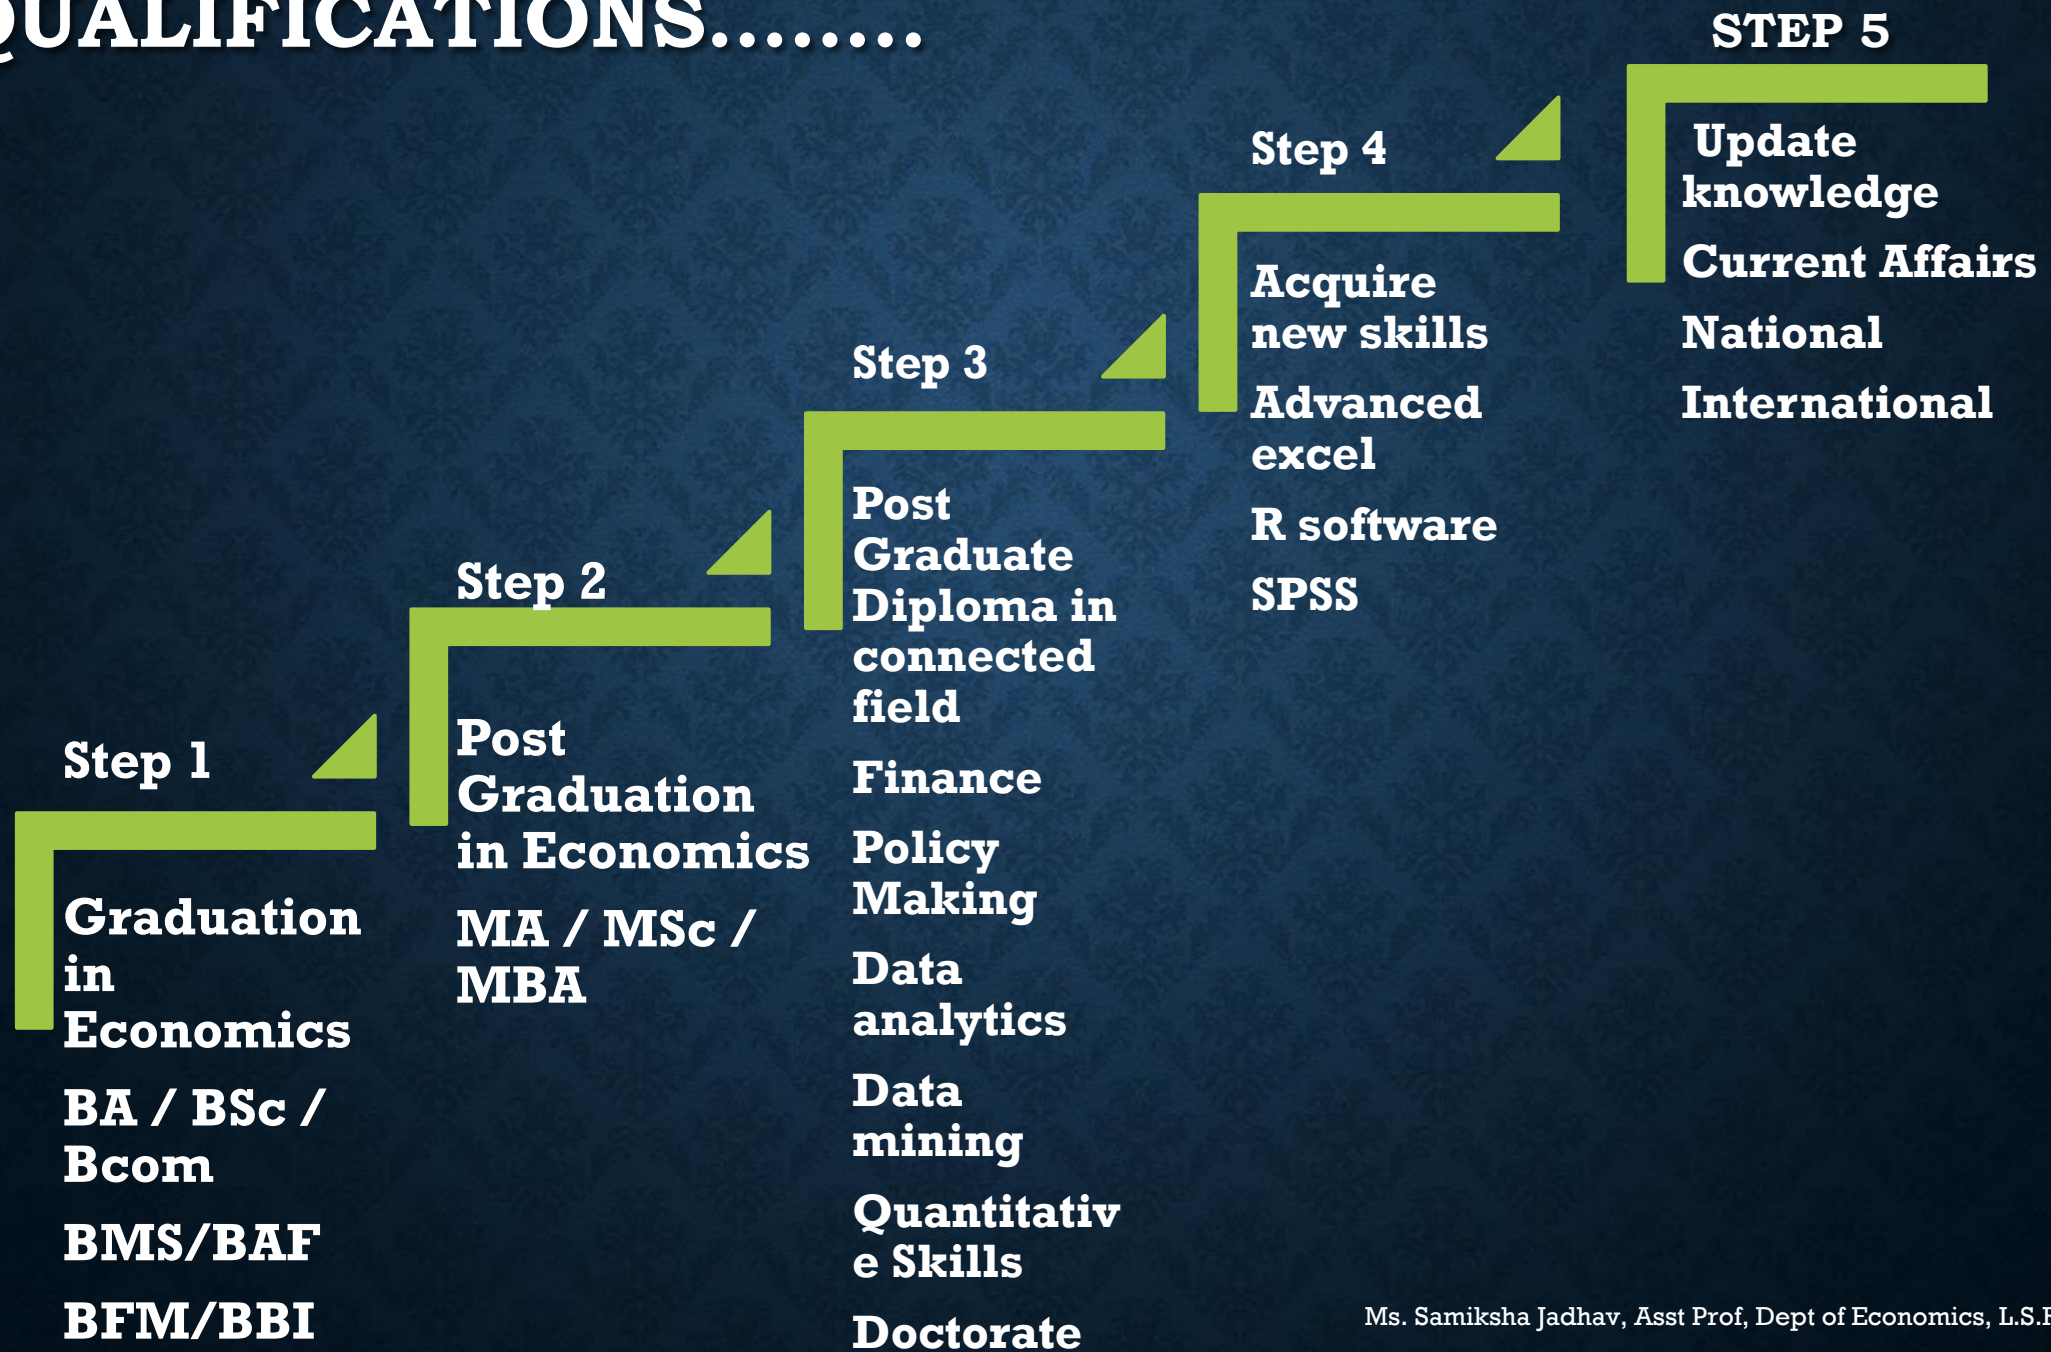 QUALIFICATIONS........
Step 1
Graduation
in
Economics
BA / BSc /
Bcom
BMS/BAF
BFM/BBI
Step 2
Post
Graduation
in Economics
MA / MSc /
MBA
Step 3
Post
Graduate
Diploma in
connected
field
Finance
Policy
Making
Data
analytics
Data
mining
Quantitativ
e Skills
Doctorate
Step 4
Acquire
new skills
Advanced
excel
R software
SPSS
STEP 5
Update
knowledge
Current Affairs
National
International
Ms. Samiksha Jadhav, Asst Prof, Dept of Economics, L.S.R